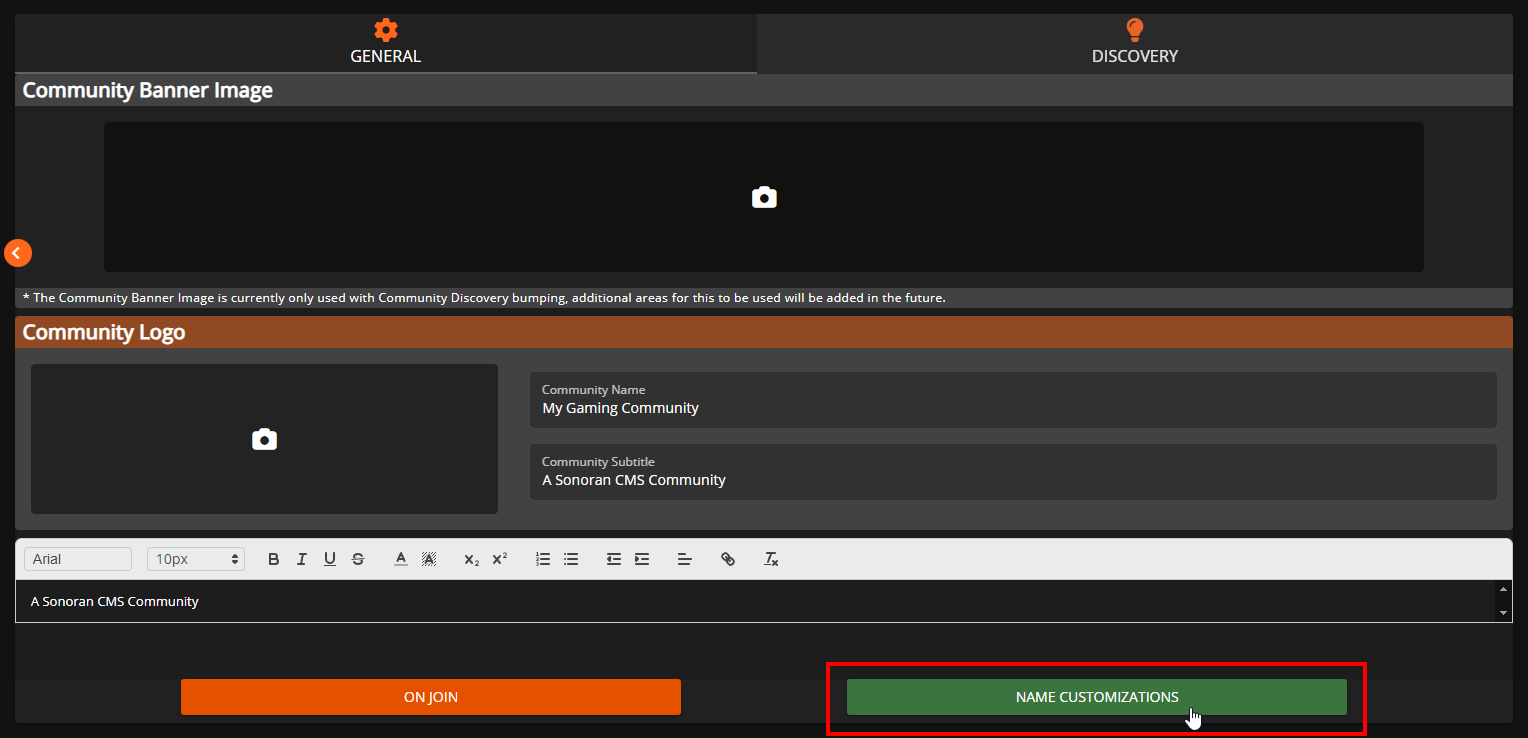 GENERAL
DISCOVERY
Community Banner Image
* The Community Banner Image is currently only used with Community Discovery bumping, additional areas for this to be used will be added in the future.
Community Logo
Community Name
My Gaming Community
Community Subtitle
A Sonoran CMS Community
Arial 10px
A Sonoran CMS Community
ON JOIN
NAME CUSTOMIZATIONS